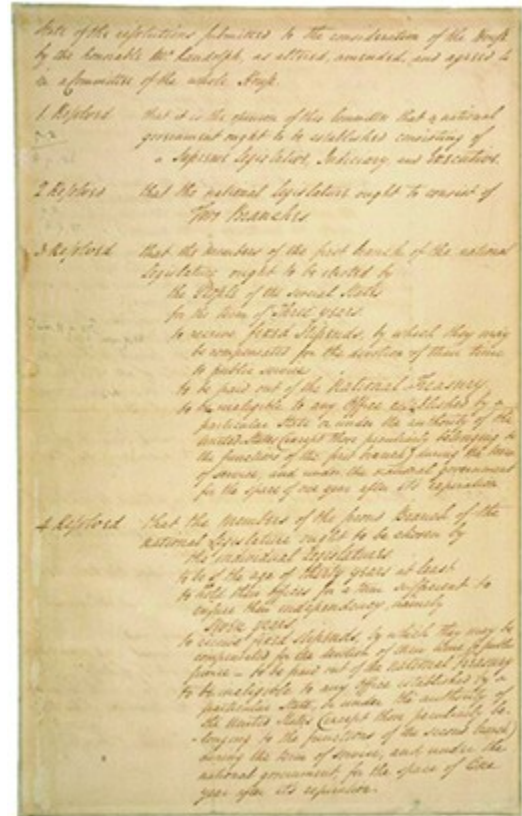 State of the resolutions submitted to the consideration of the House
by the honorable Mr. Randolph, as altered, amended, and agreed to
in a Committee of the whole House.
1 Resolved that it is the opinion of this Committee that a national
government ought to be established consisting of
a Supreme Legislative, Judiciary, and Executive.
2 Resolved that the national Legislature ought to consist of
Two Branches
3 Resolved that the members of the first branch of the national
Legislature ought to be elected by
the People of the several States
for the term of Three years.
to receive fixed stipends, by which they may
be compensated for the devotion of their time
to public service
to be paid out of the National Treasury.
to be ineligible to any Office established by a
particular State or under the authority of the
United States (except those peculiarly belonging to
the functions of the first branch) during the term
of service, and under the national government
for the space of one year after its expiration
4 Resolved that the Members of the second Branch of the
national Legislature ought to be chosen by
the individual Legislatures
to be of the age of thirty years at least
to hold their offices for a term sufficient to
ensure their independency, namely
seven years
to receive fixed stipends, by which they may be
compensated for the devotion of their time to public
service - to be paid out of the National Treasury
to be ineligible to any Office established by a
particular State, or under the authority of
the United States (except those peculiarly be-
longing to the functions of the second branch)
during the term of service, and under the
national government, for the space of One
year after its expiration.